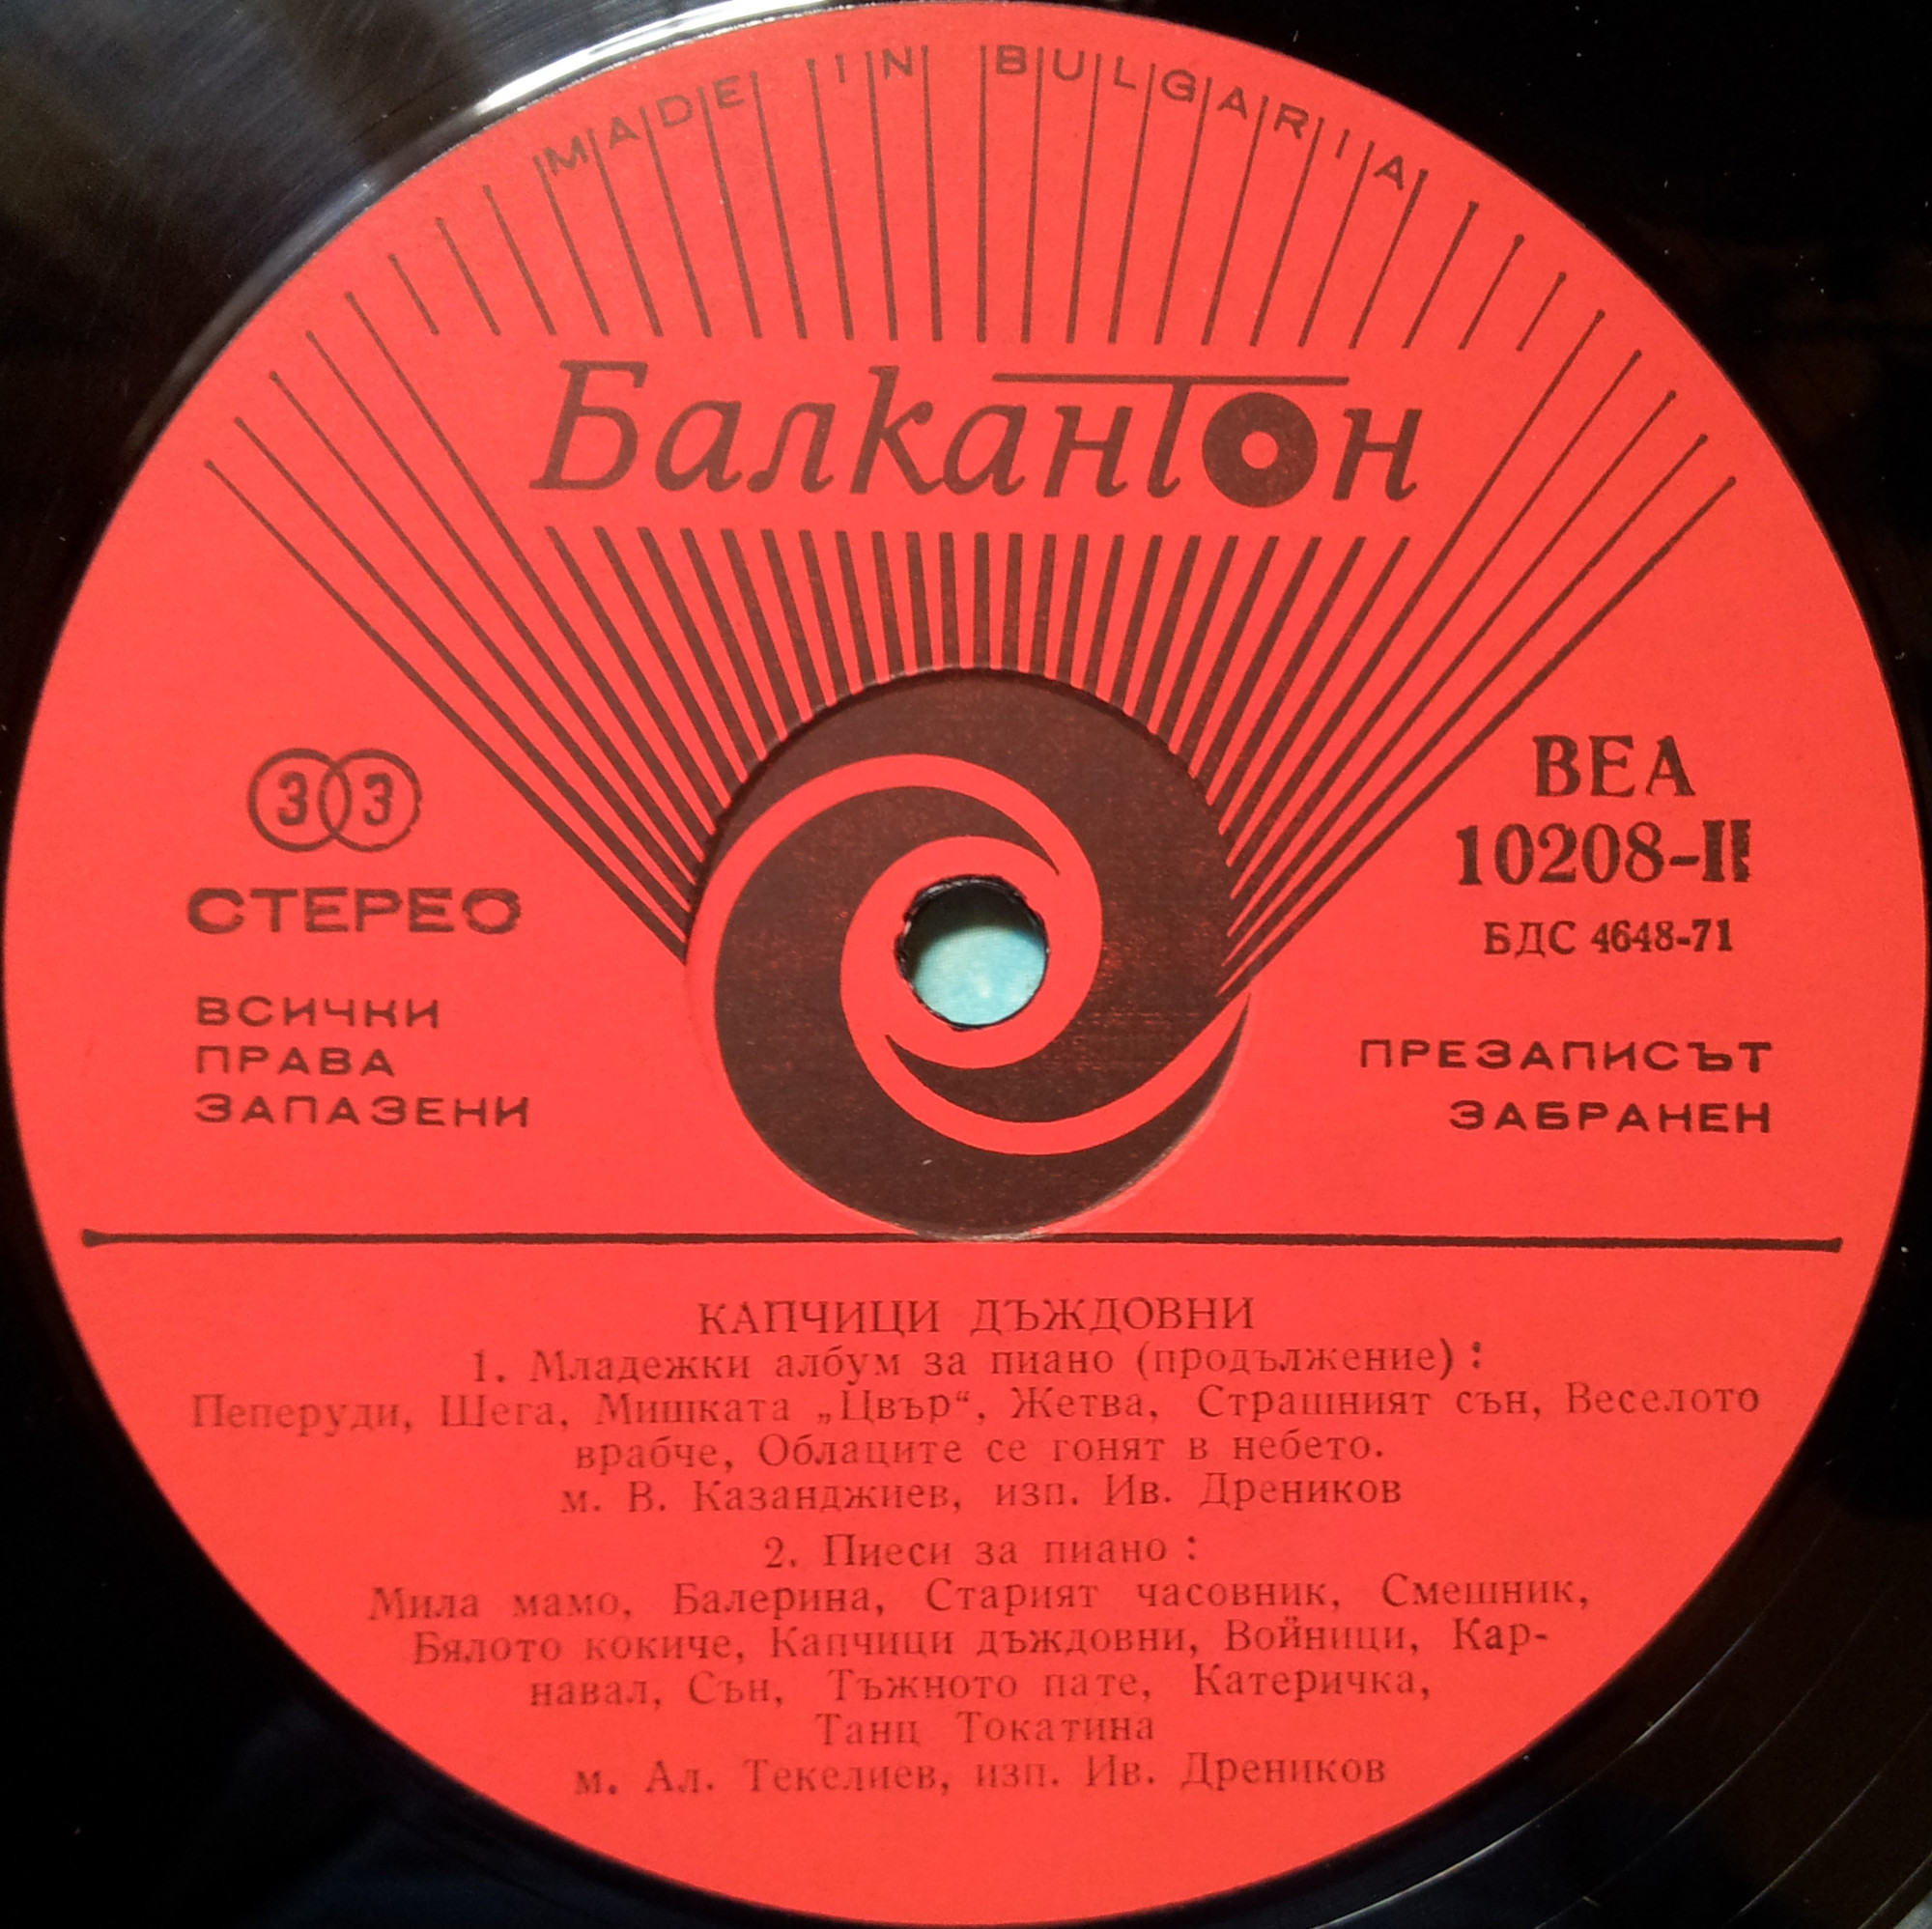 MADE IN BULGARIA
Балкантон
33
СТЕРЕО
ВСИЧКИ
ПРАВА
ЗАПАЗЕНИ
ВЕА
10208-II
БДС 4648-71
ПРЕЗАПИСЪТ
ЗАБРАНЕН
КАПЧИЦИ ДЪЖДОВНИ
1. Младежки албум за пиано (продължение) :
Пеперуди, Шега, Мишката „Цвър“, Жетва, Страшният сън, Веселото
врабче, Облаците се гонят в небето.
м. В. Казанджиев, изп. Ив. Дреников
2. Пиеси за пиано :
Мила мамо, Балерина, Старият часовник, Смешник,
Бялото кокиче, Капчици дъждовни, Войници, Кар-
навал, Сън, Тъжното пате, Катеричка,
Танц Токатина
м. Ал. Текелиев, изп. Ив. Дреников